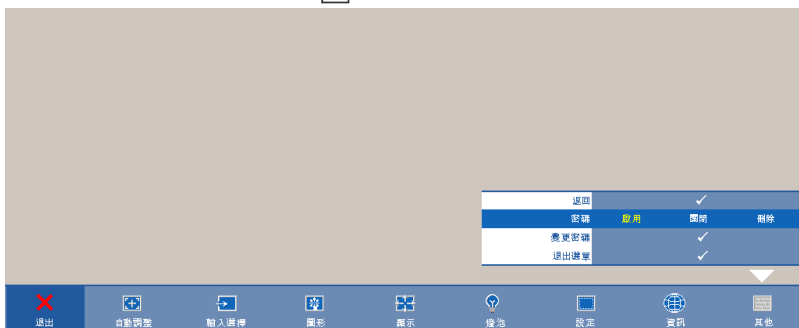 返回
密碼 啟用 關閉 刪除
變更密碼
退出選單
退出 自動調整 輸入選擇 圖形 顯示 燈泡 設定 資訊 其他